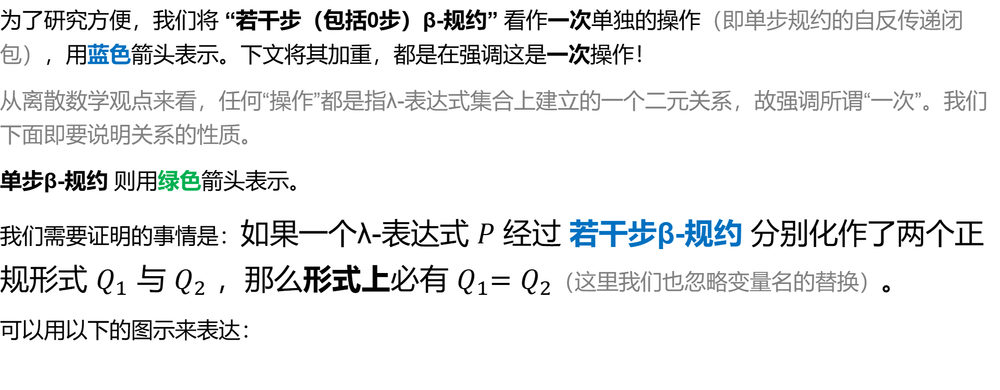 为了研究方便，我们将 “若干步（包括0步）β-规约” 看作一次单独的操作（即单步规约的自反传递闭
包），用蓝色箭头表示。下文将其加重，都是在强调这是一次操作！
从离散数学观点来看，任何“操作”都是指λ-表达式集合上建立的一个二元关系，故强调所谓“一次”。我们
下面即要说明关系的性质。
单步β-规约 则用绿色箭头表示。
我们需要证明的事情是：如果一个λ-表达式 P 经过 若干步β-规约 分别化作了两个正
规形式 Q₁ 与 Q₂ ，那么形式上必有 Q₁= Q₂（这里我们也忽略变量名的替换）。
可以用以下的图示来表达：